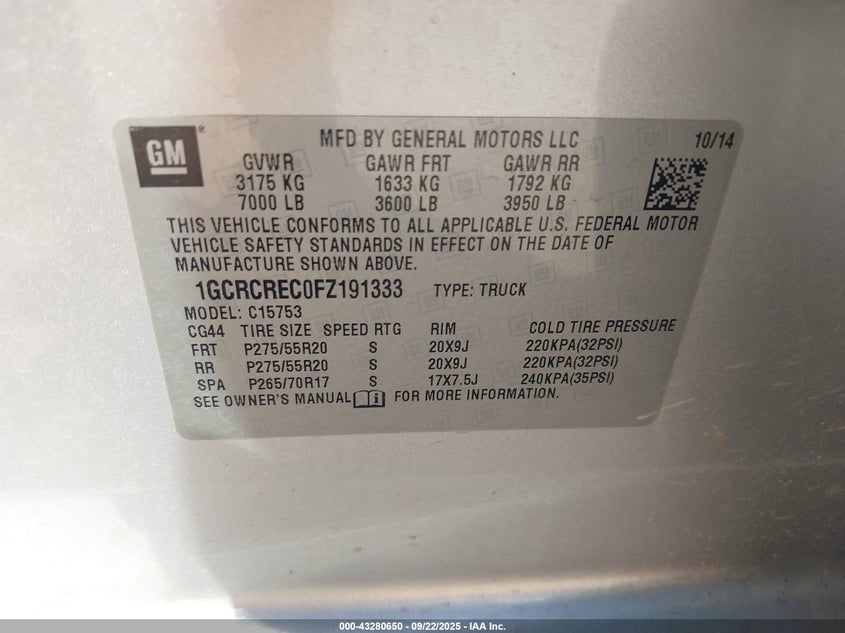 GM ® MFD BY GENERAL MOTORS LLC 10/14
GVWR GAWR FRT GAWR RR
3175 KG 1633 KG 1792 KG
7000 LB 3600 LB 3950 LB
THIS VEHICLE CONFORMS TO ALL APPLICABLE U.S. FEDERAL MOTOR
VEHICLE SAFETY STANDARDS IN EFFECT ON THE DATE OF
MANUFACTURE SHOWN ABOVE.
1GCRCREC0FZ191333 TYPE: TRUCK
MODEL: C15753
CG44 TIRE SIZE SPEED RTG RIM COLD TIRE PRESSURE
FRT P275/55R20 S 20X9J 220KPA(32PSI)
RR P275/55R20 S 20X9J 220KPA(32PSI)
SPA P265/70R17 S 17X7.5J 240KPA(35PSI)
SEE OWNER'S MANUAL FOR MORE INFORMATION.
000-43280650 - 09/22/2025 - IAA Inc.